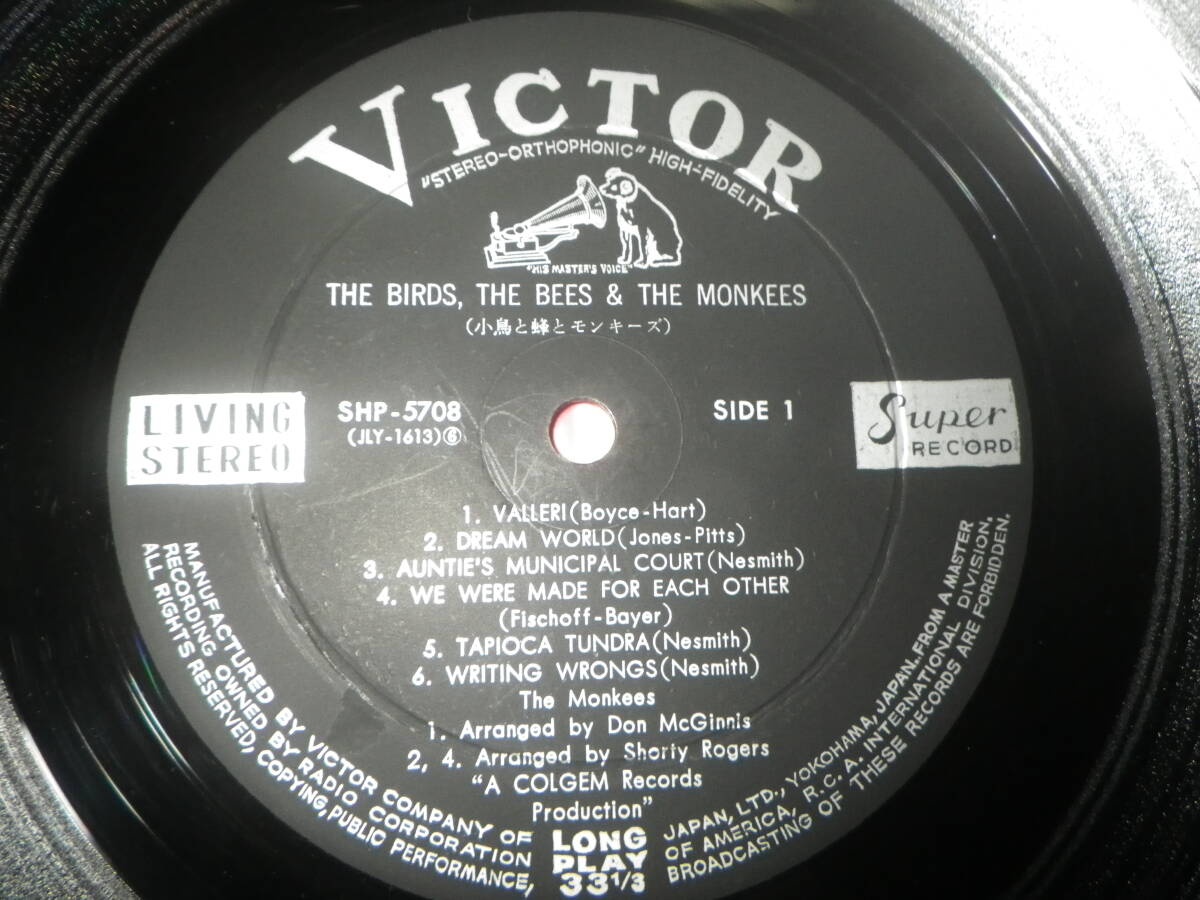 VICTOR
"STEREO-ORTHOPHONIC" HIGH-FIDELITY
"HIS MASTER'S VOICE"
THE BIRDS, THE BEES & THE MONKEES
(小鳥と蜂とモンキーズ)
LIVING
STEREO
SHP-5708
(JLY-1613)⑥
SIDE 1
Super
RECORD
1. VALLERI(Boyce-Hart)
2. DREAM WORLD(Jones-Pitts)
3. AUNTIE'S MUNICIPAL COURT(Nesmith)
4. WE WERE MADE FOR EACH OTHER
(Fischoff-Bayer)
5. TAPIOCA TUNDRA(Nesmith)
6. WRITING WRONGS(Nesmith)
The Monkees
1. Arranged by Don McGinnis
2, 4. Arranged by Shoriy Rogers
"A COLGEM Records
Production"
MANUFACTURED BY VICTOR COMPANY OF JAPAN, LTD., YOKOHAMA, JAPAN. FROM A MASTER
RECORDING OWNED BY RADIO CORPORATION OF AMERICA, R.C.A. INTERNATIONAL DIVISION.
ALL RIGHTS RESERVED, COPYING, PUBLIC PERFORMANCE, BROADCASTING OF THESE RECORDS ARE FORBIDDEN.
LONG
PLAY
33 1/3